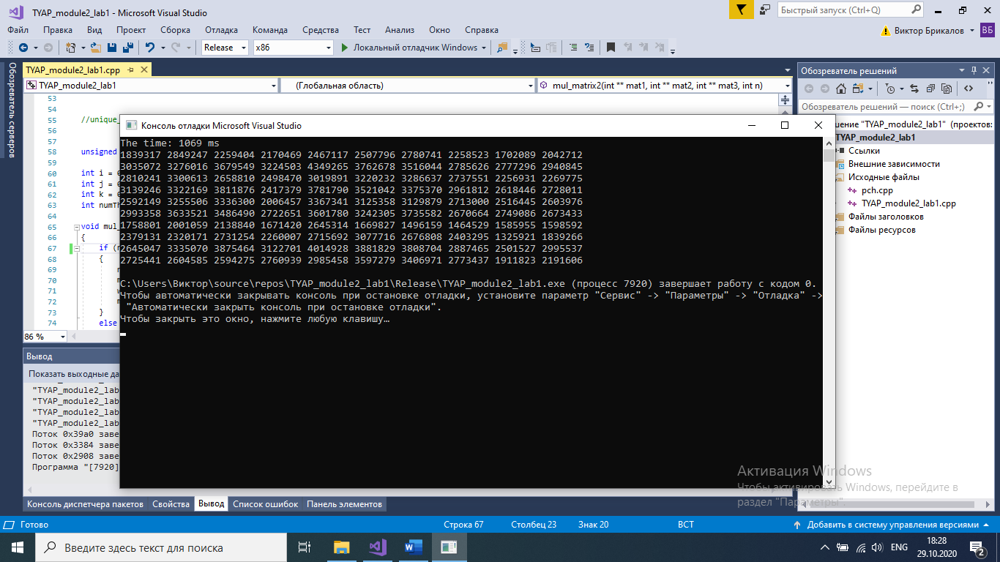 TYAP_module2_lab1 - Microsoft Visual Studio
Быстрый запуск (Ctrl+Q)
Файл Правка Вид Проект Сборка Отладка Команда Средства Тест Анализ Окно Справка
Виктор Брикалов ВБ
Release x86 Локальный отладчик Windows
Обозреватель серверов
TYAP_module2_lab1.cpp
TYAP_module2_lab1 (Глобальная область) mul_matrix2(int ** mat1, int ** mat2, int ** mat3, int n)
53
54
55 //unique_
56
57
58 unsigned
59
60 int i = 0
61 int j = 0
62 int k = 0
63 int numTh
64
65 void mul_
66 {
67 if (n
68 {
69 n
70 m
71 w
72 m
73 }
74 else
86 %
Консоль отладки Microsoft Visual Studio
The time: 1069 ms
1839317 2849247 2259404 2170469 2467117 2507796 2780741 2258523 1702089 2042712
3035072 3276016 3679549 3224503 4349265 3762678 3516044 2785626 2777296 2940845
2810241 3300613 2658810 2498470 3019891 3220232 3286637 2737551 2256931 2269775
3139246 3322169 3811876 2417379 3781790 3521042 3375370 2961812 2618446 2728011
2592149 3255506 3336300 2006457 3367341 3125358 3129879 2713000 2516445 2603976
2993358 3633521 3486490 2722651 3601780 3242305 3735582 2670664 2749086 2673433
1758801 2001059 2138840 1671420 2645314 1669827 1496159 1464529 1585955 1598592
2379131 2320171 2731254 2260007 2715692 3077716 2676808 2403295 1325921 1839266
2645047 3335070 3875464 3122701 4014928 3881829 3808704 2887465 2501527 2995537
2725441 2604585 2594275 2760939 2985458 3597279 3406971 2773437 1911823 2191606
C:\Users\Виктор\source\repos\TYAP_module2_lab1\Release\TYAP_module2_lab1.exe (процесс 7920) завершает работу с кодом 0.
Чтобы автоматически закрывать консоль при остановке отладки, установите параметр "Сервис" -> "Параметры" -> "Отладка" ->
"Автоматически закрыть консоль при остановке отладки".
Чтобы закрыть это окно, нажмите любую клавишу…
Обозреватель решений
Обозреватель решений — поиск (Ctrl+;)
шение "TYAP_module2_lab1" (проектов:
TYAP_module2_lab1
Ссылки
Внешние зависимости
Исходные файлы
pch.cpp
TYAP_module2_lab1.cpp
Файлы заголовков
Файлы ресурсов
Вывод
Показать выходные да
"TYAP_module2_lab
"TYAP_module2_lab
"TYAP_module2_lab
"TYAP_module2_lab
Поток 0x39a0 заве
Поток 0x3384 заве
Поток 0x2908 заве
Программа "[7920]
Активация Windows
Чтобы активировать Windows, перейдите в
раздел "Параметры".
Консоль диспетчера пакетов Свойства Вывод Список ошибок Панель элементов
Готово Строка 67 Столбец 23 Знак 20 ВСТ Добавить в систему управления версиями
Введите здесь текст для поиска
ENG
18:28
29.10.2020
2